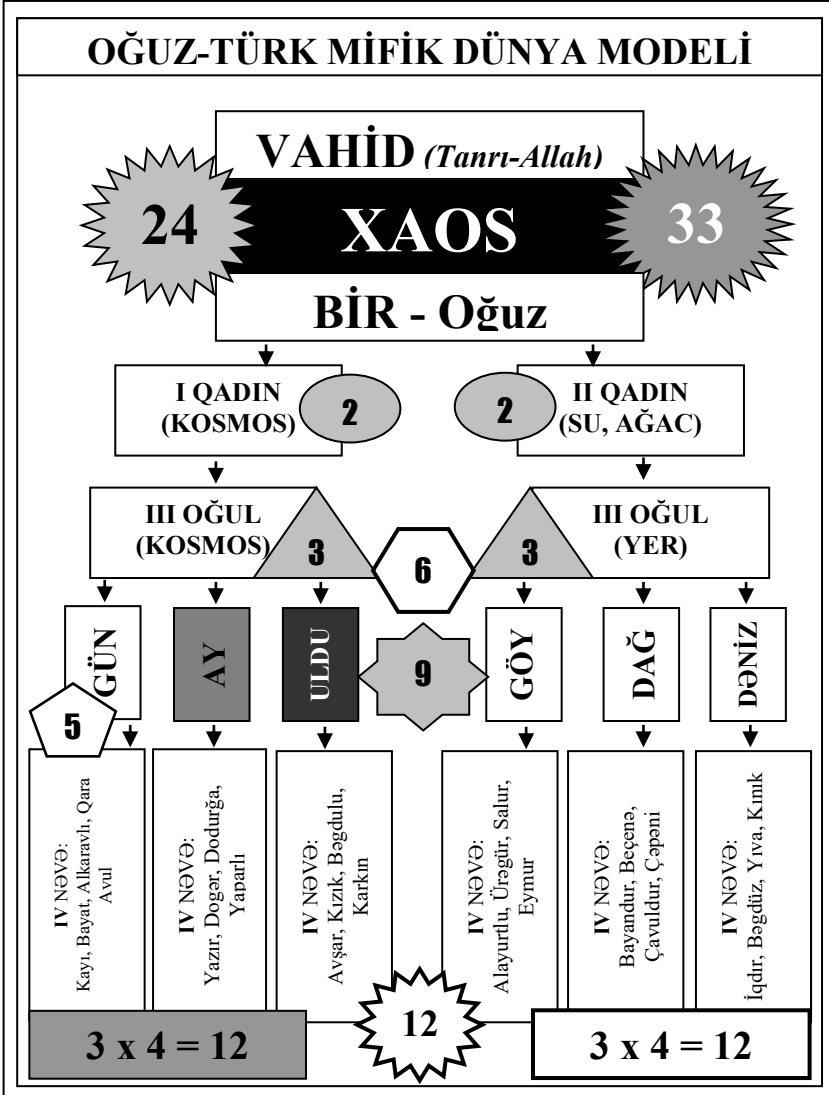 OĞUZ-TÜRK MİFİK DÜNYA MODELİ
VAHİD (Tanrı-Allah)
24
XAOS
33
BİR - Oğuz
I QADIN
(KOSMOS)
2
2
II QADIN
(SU, AĞAC)
III OĞUL
(KOSMOS)
3
6
3
III OĞUL
(YER)
GÜN
AY
ULDU
9
GÖY
DAĞ
DƏNİZ
5
IV NƏVƏ:
Kayı, Bayat, Alkaravlı, Qara
Avul
IV NƏVƏ:
Yazır, Dogər, Dodurğa,
Yaparlı
IV NƏVƏ:
Avşar, Kızık, Bəgdulu,
Karkın
IV NƏVƏ:
Alayurtlu, Ürəgür, Salur,
Eymur
IV NƏVƏ:
Bayandur, Beçenə,
Çavuldur, Çəpəni
IV NƏVƏ:
İqdır, Bəgdüz, Yıva, Kınık
3 x 4 = 12
12
3 x 4 = 12